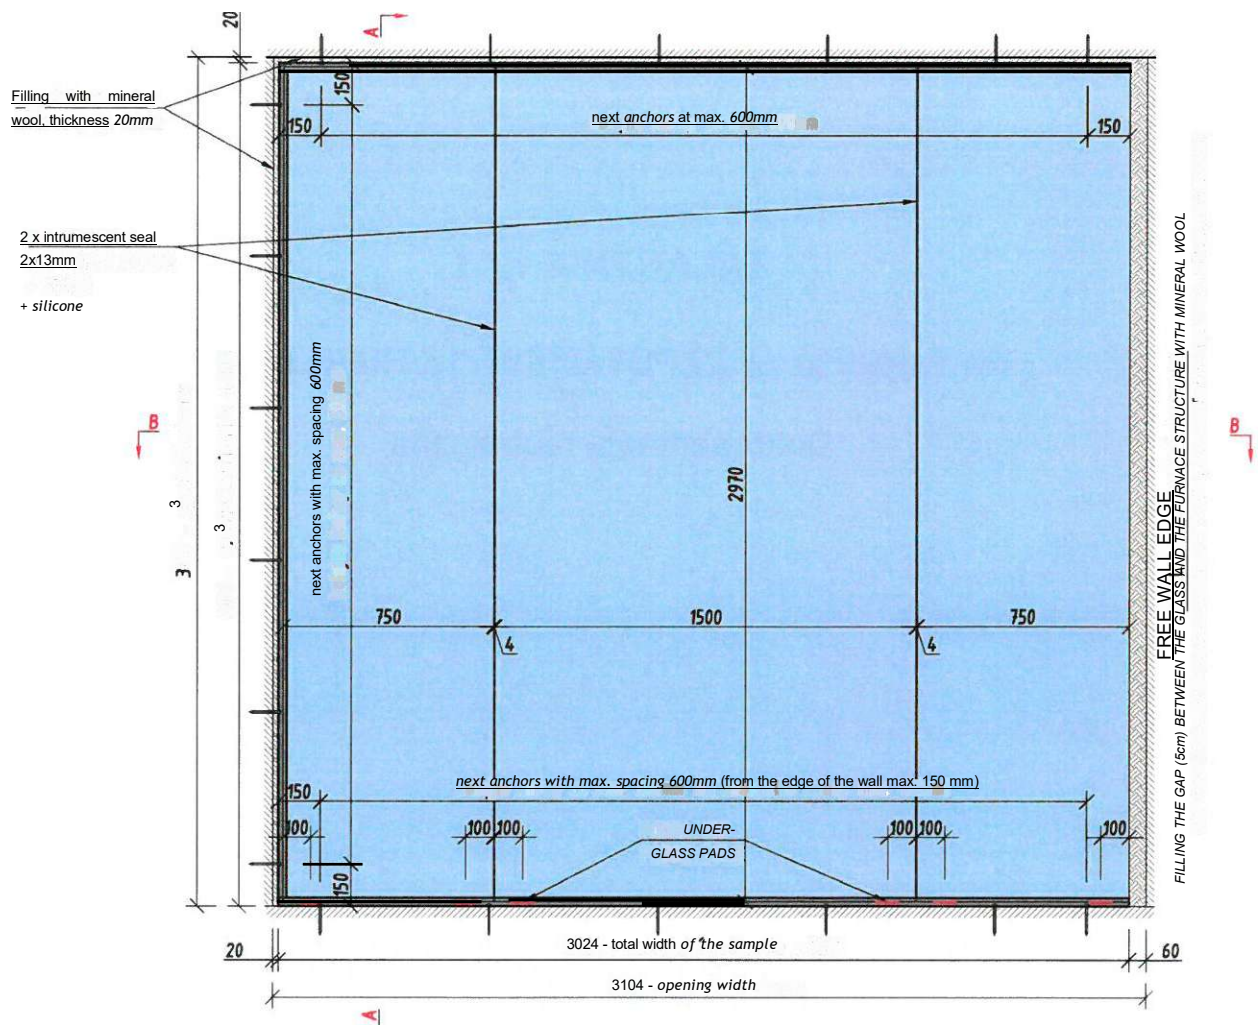 20
A
Filling with mineral
wool, thickness 20mm
150
150
next anchors at max. 600mm
150
2 x intrumescent seal
2x13mm
+ silicone
next anchors with max. spacing 600mm
B
B
3
3
3
2970
750
1500
750
4
4
FREE WALL EDGE
FILLING THE GAP (5cm) BETWEEN THE GLASS AND THE FURNACE STRUCTURE WITH MINERAL WOOL
next anchors with max. spacing 600mm (from the edge of the wall max. 150 mm)
150
100
100 100
UNDER-
GLASS PADS
100 100
100
150
20
3024 - total width of the sample
60
3104 - opening width
A